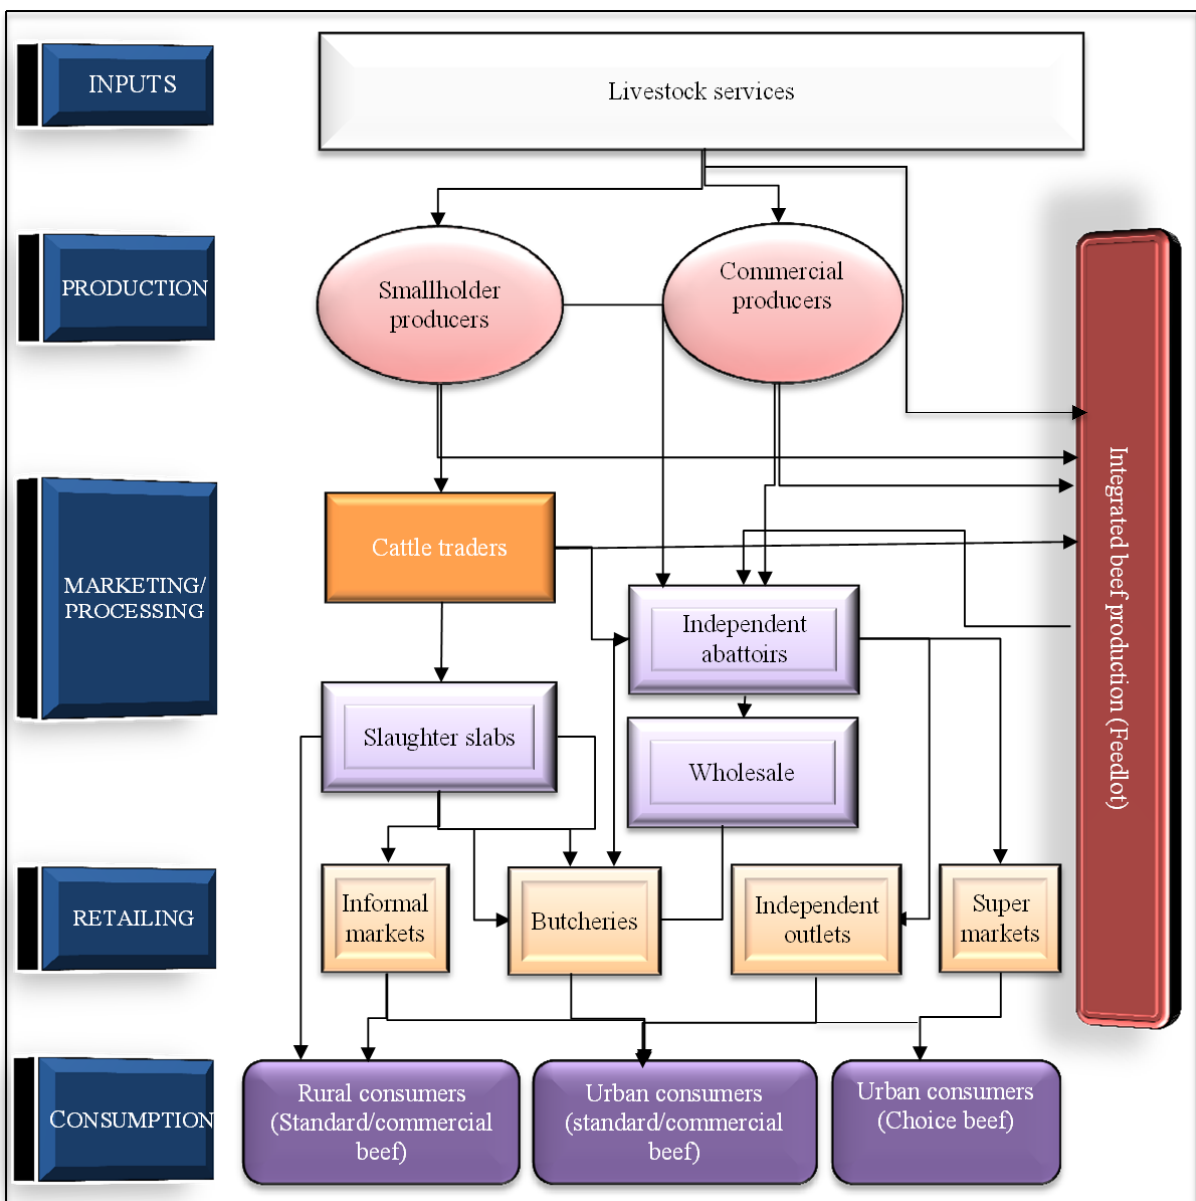 INPUTS
Livestock services
PRODUCTION
Smallholder
producers
Commercial
producers
MARKETING/
PROCESSING
Cattle traders
Independent
abattoirs
Slaughter slabs
Wholesale
Integrated beef production (Feedlot)
RETAILING
Informal
markets
Butcheries
Independent
outlets
Super
markets
CONSUMPTION
Rural consumers
(Standard/commercial
beef)
Urban consumers
(standard/commercial
beef)
Urban consumers
(Choice beef)